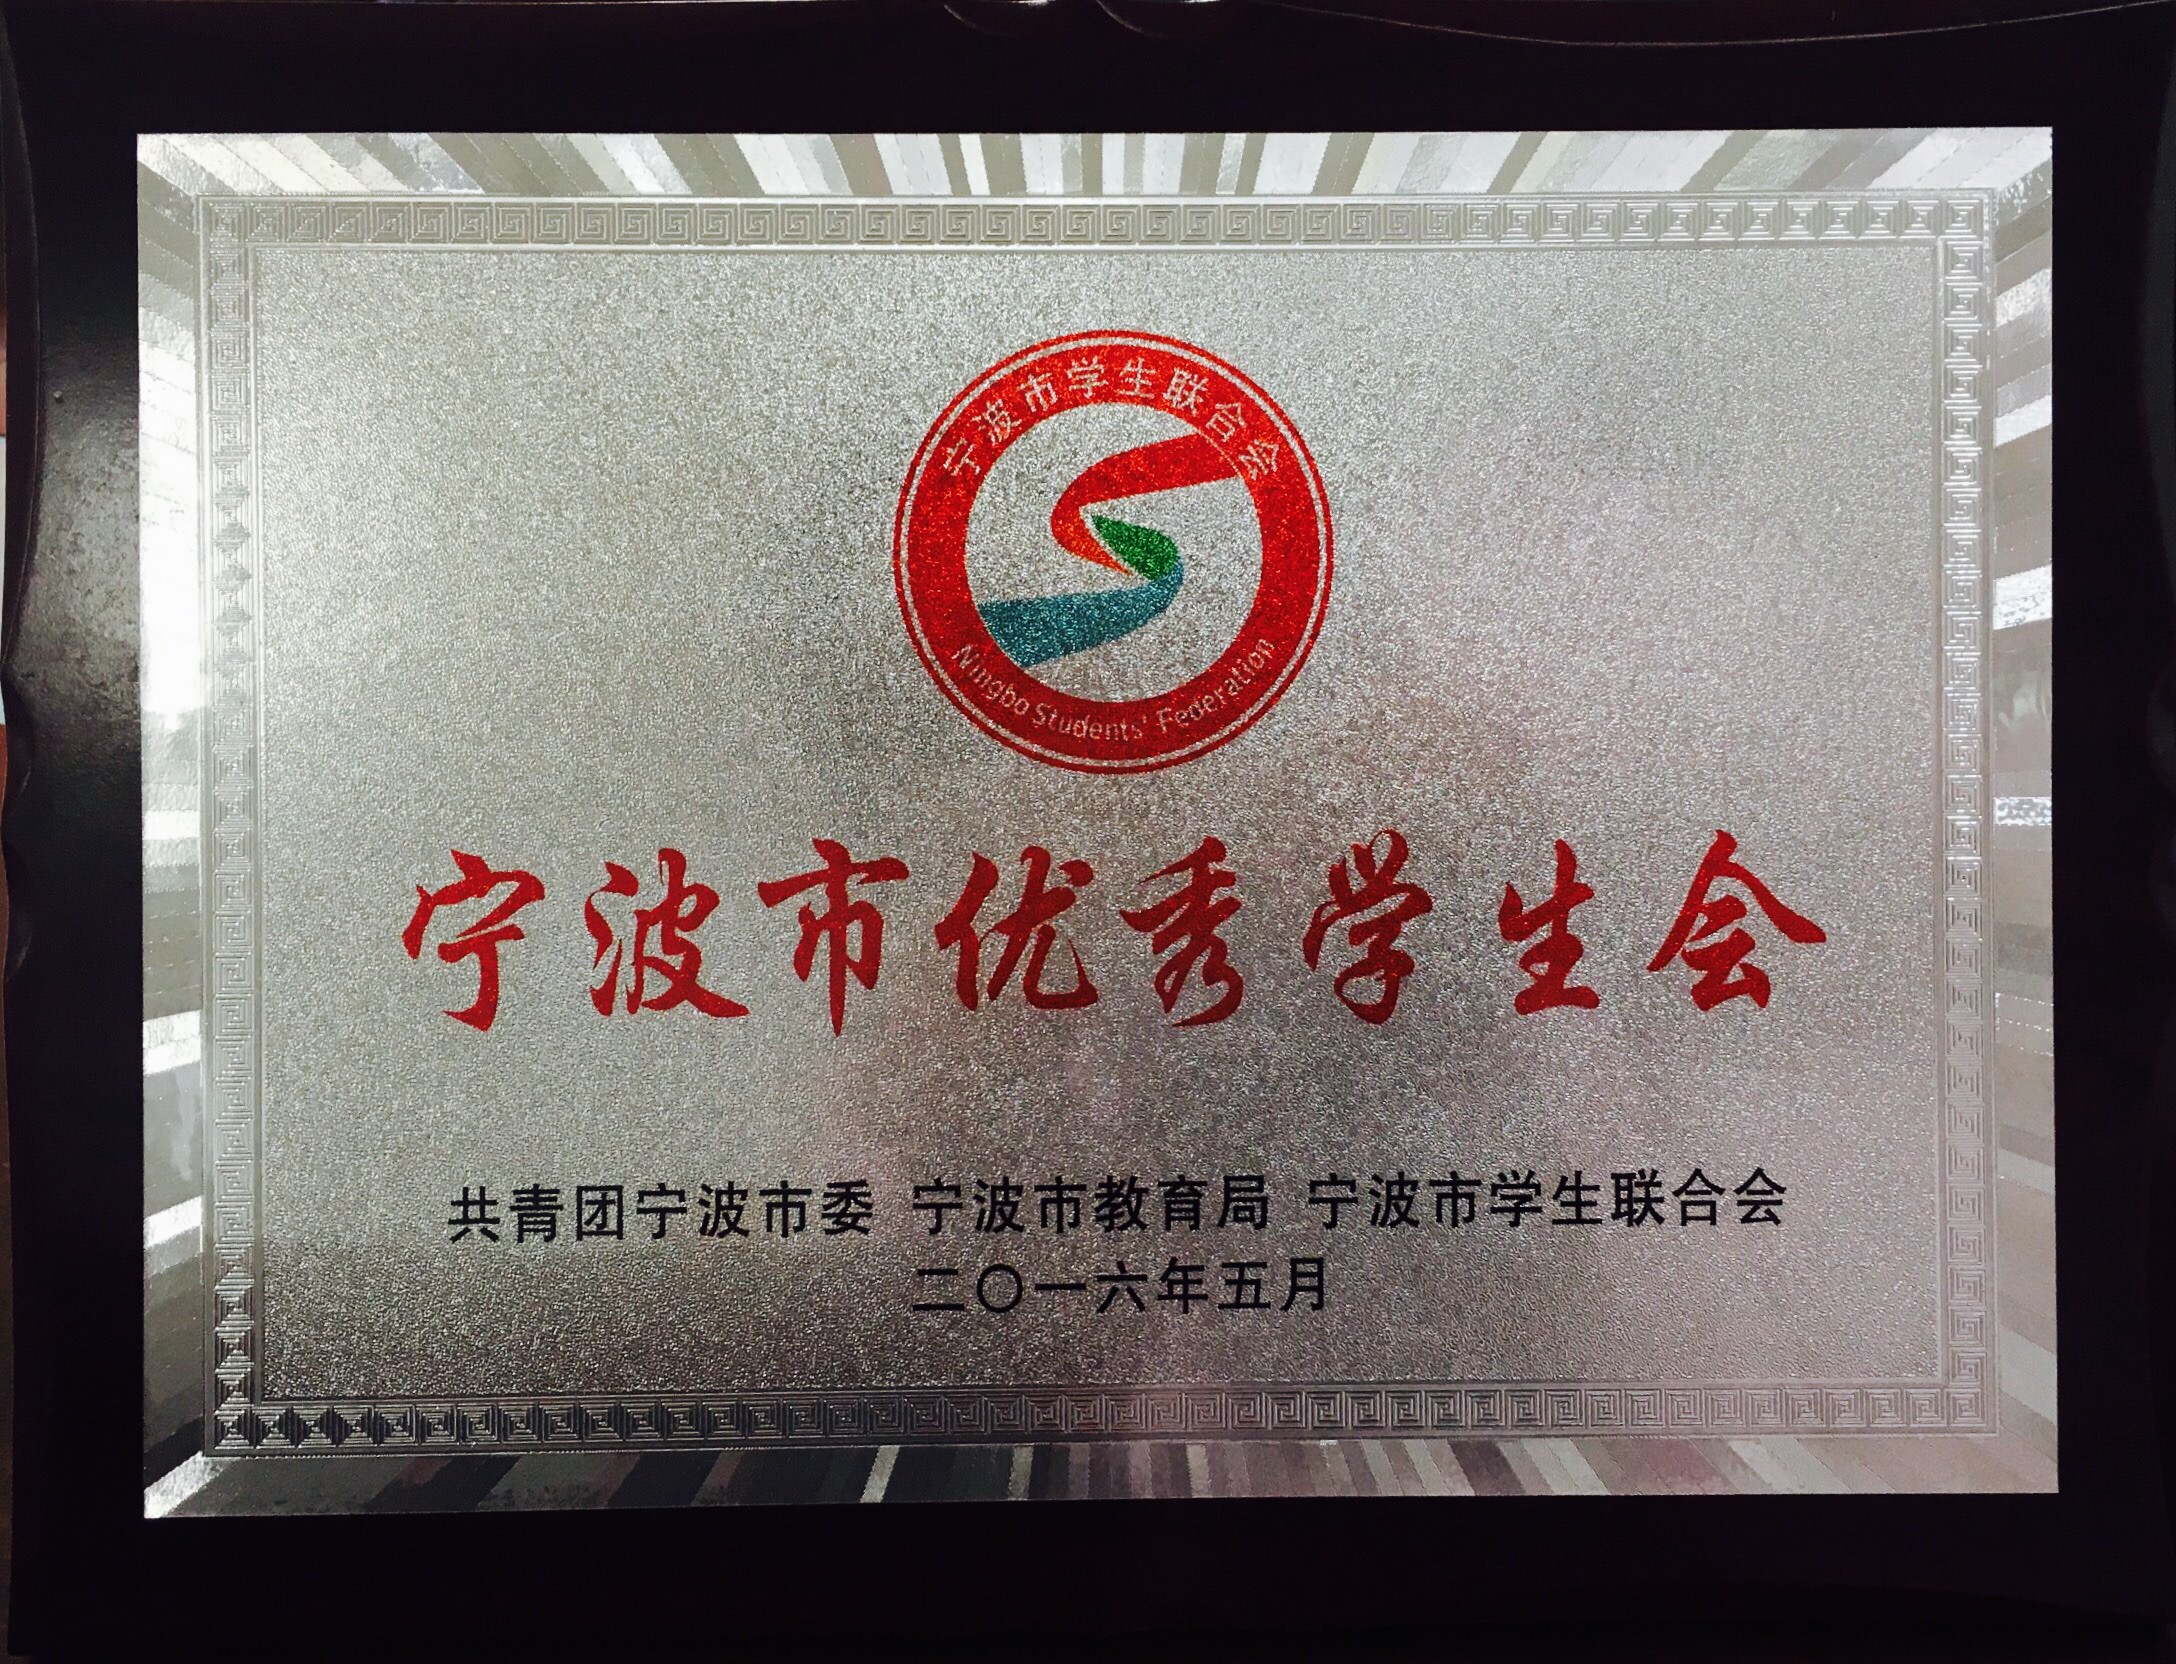 宁波市学生联合会
Ningbo Students' Federation
宁波市优秀学生会
共青团宁波市委 宁波市教育局 宁波市学生联合会
二〇一六年五月